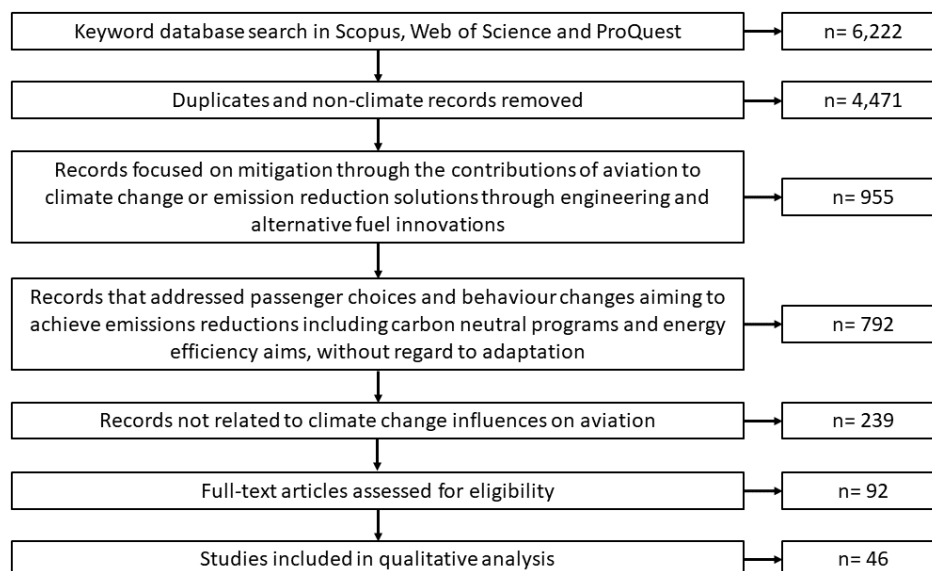 Keyword database search in Scopus, Web of Science and ProQuest
n= 6,222
Duplicates and non-climate records removed
n= 4,471
Records focused on mitigation through the contributions of aviation to
climate change or emission reduction solutions through engineering and
alternative fuel innovations
n= 955
Records that addressed passenger choices and behaviour changes aiming to
achieve emissions reductions including carbon neutral programs and energy
efficiency aims, without regard to adaptation
n= 792
Records not related to climate change influences on aviation
n= 239
Full-text articles assessed for eligibility
n= 92
Studies included in qualitative analysis
n= 46